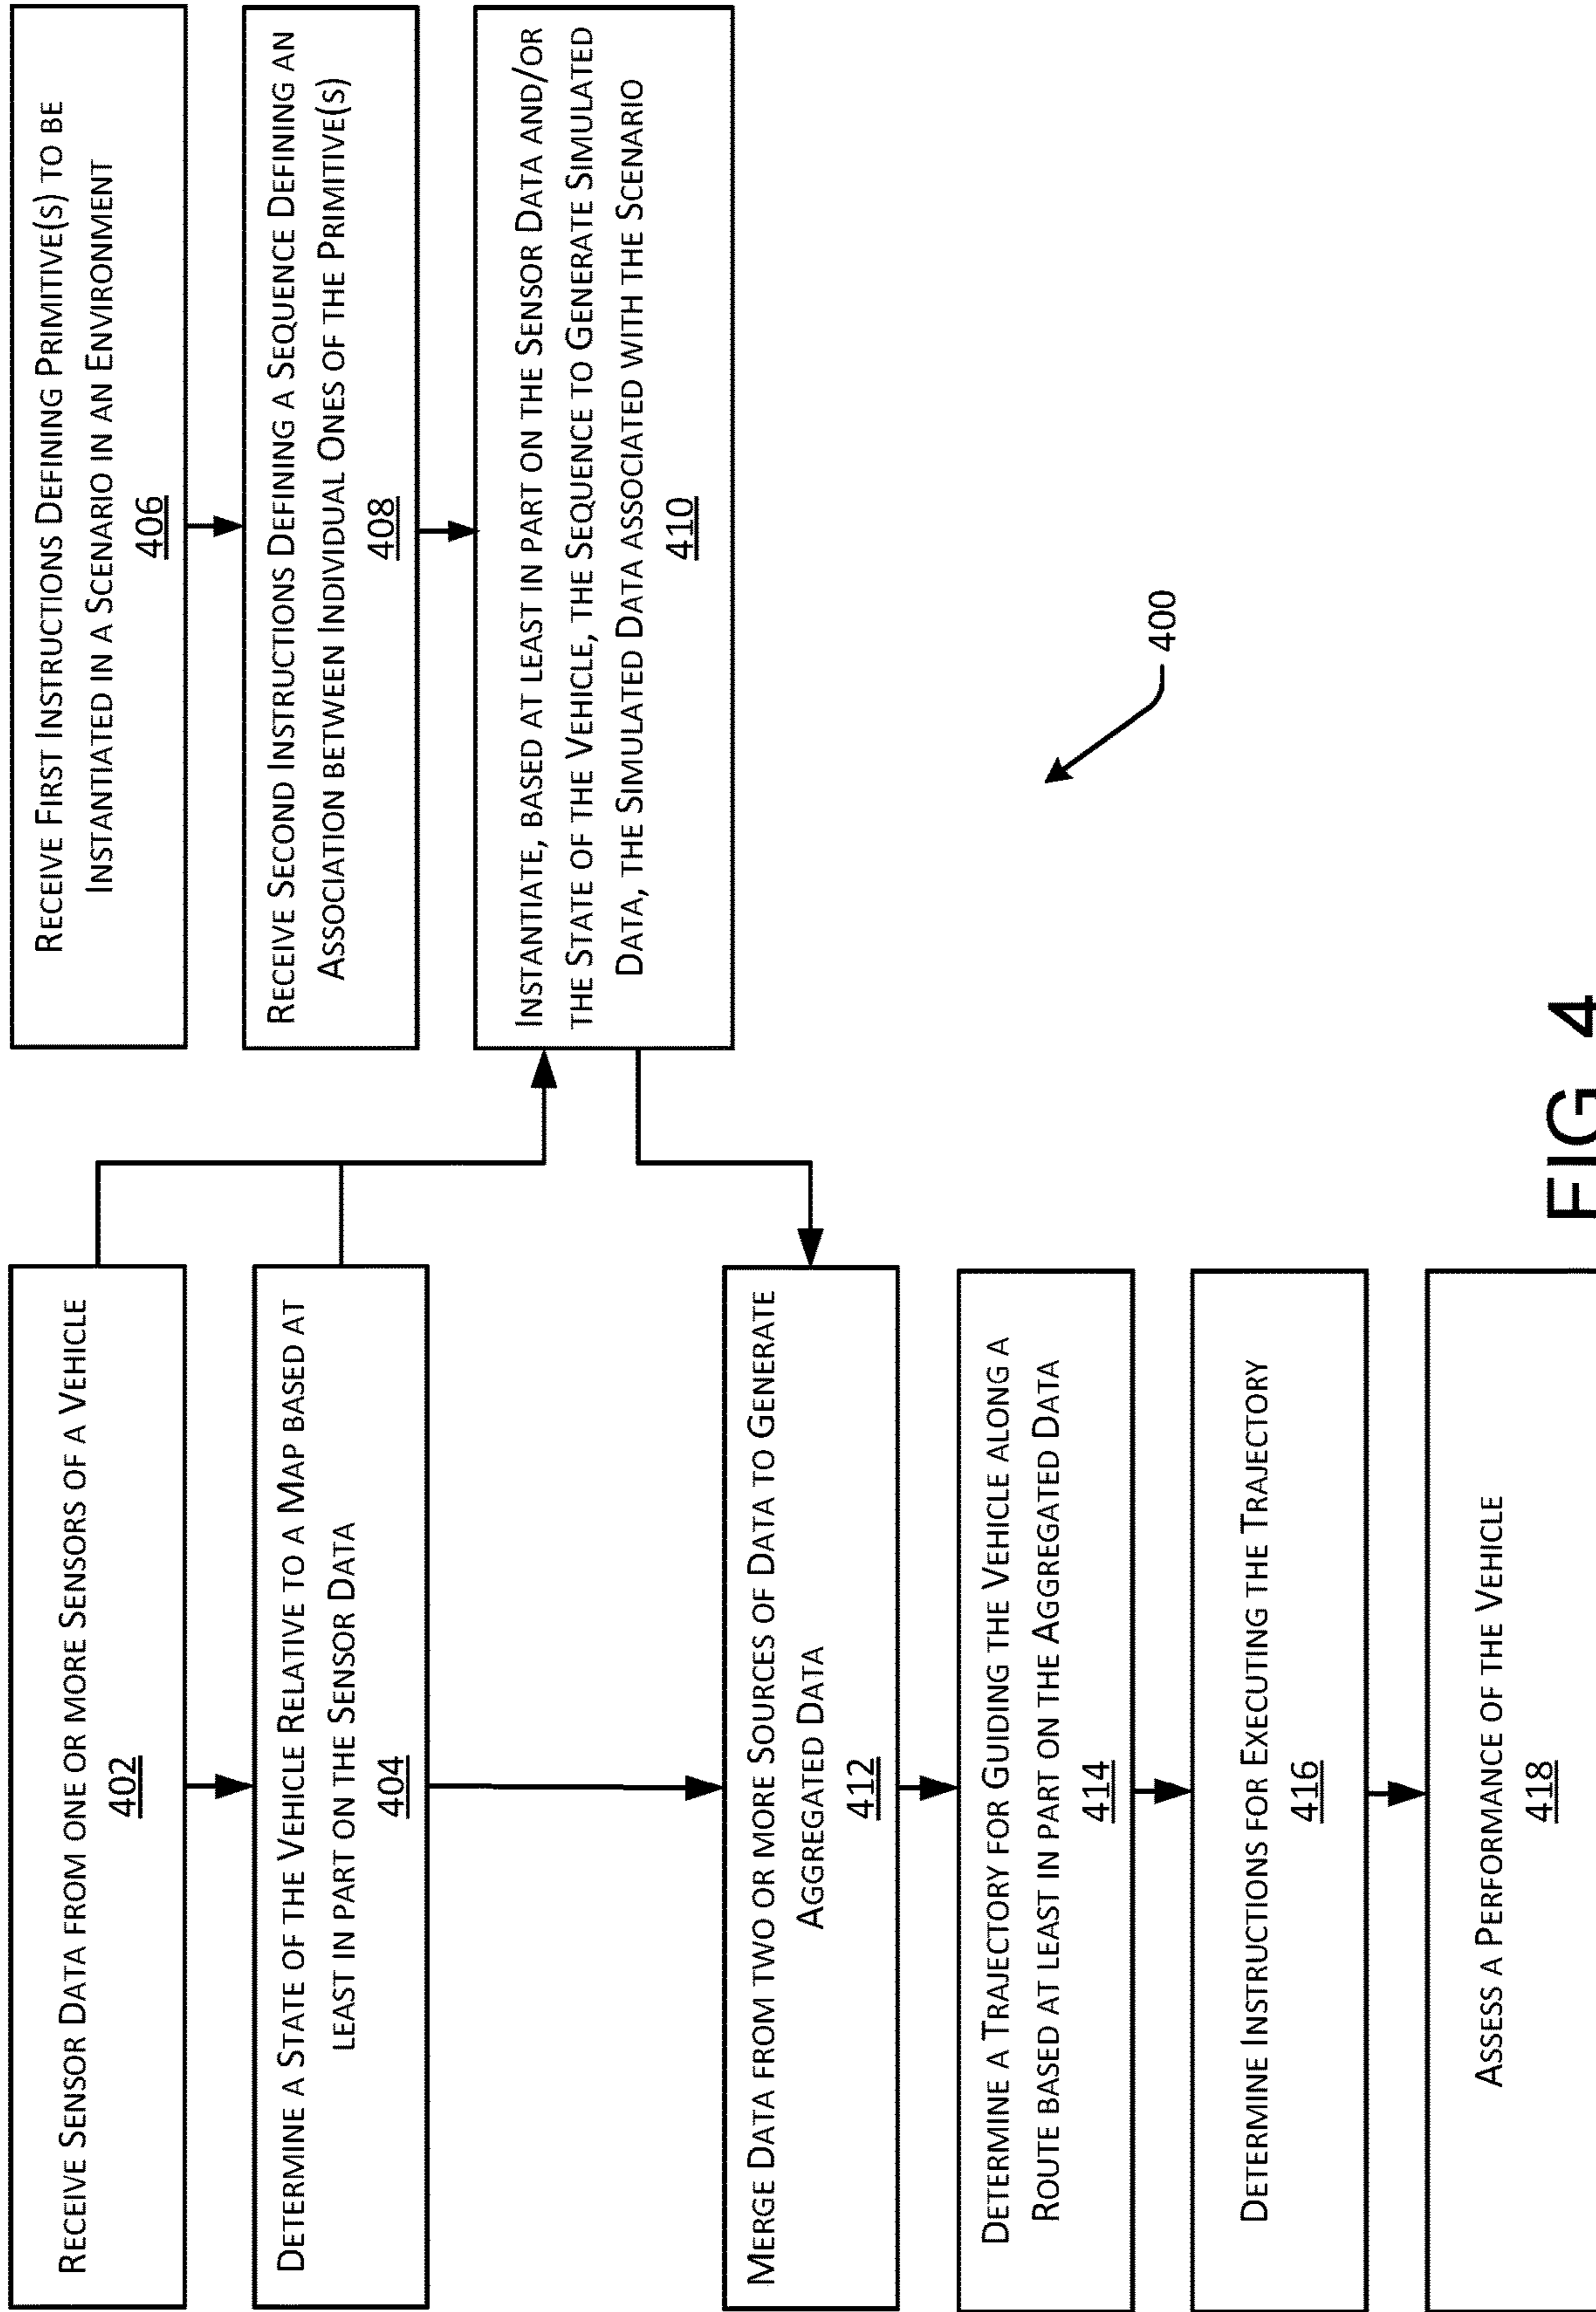 RECEIVE SENSOR DATA FROM ONE OR MORE SENSORS OF A VEHICLE
402
DETERMINE A STATE OF THE VEHICLE RELATIVE TO A MAP BASED AT
LEAST IN PART ON THE SENSOR DATA
404
RECEIVE FIRST INSTRUCTIONS DEFINING PRIMITIVE(S) TO BE
INSTANTIATED IN A SCENARIO IN AN ENVIRONMENT
406
RECEIVE SECOND INSTRUCTIONS DEFINING A SEQUENCE DEFINING AN
ASSOCIATION BETWEEN INDIVIDUAL ONES OF THE PRIMITIVE(S)
408
INSTANTIATE, BASED AT LEAST IN PART ON THE SENSOR DATA AND/OR
THE STATE OF THE VEHICLE, THE SEQUENCE TO GENERATE SIMULATED
DATA, THE SIMULATED DATA ASSOCIATED WITH THE SCENARIO
410
MERGE DATA FROM TWO OR MORE SOURCES OF DATA TO GENERATE
AGGREGATED DATA
412
DETERMINE A TRAJECTORY FOR GUIDING THE VEHICLE ALONG A
ROUTE BASED AT LEAST IN PART ON THE AGGREGATED DATA
414
DETERMINE INSTRUCTIONS FOR EXECUTING THE TRAJECTORY
416
ASSESS A PERFORMANCE OF THE VEHICLE
418
400
FIG. 4